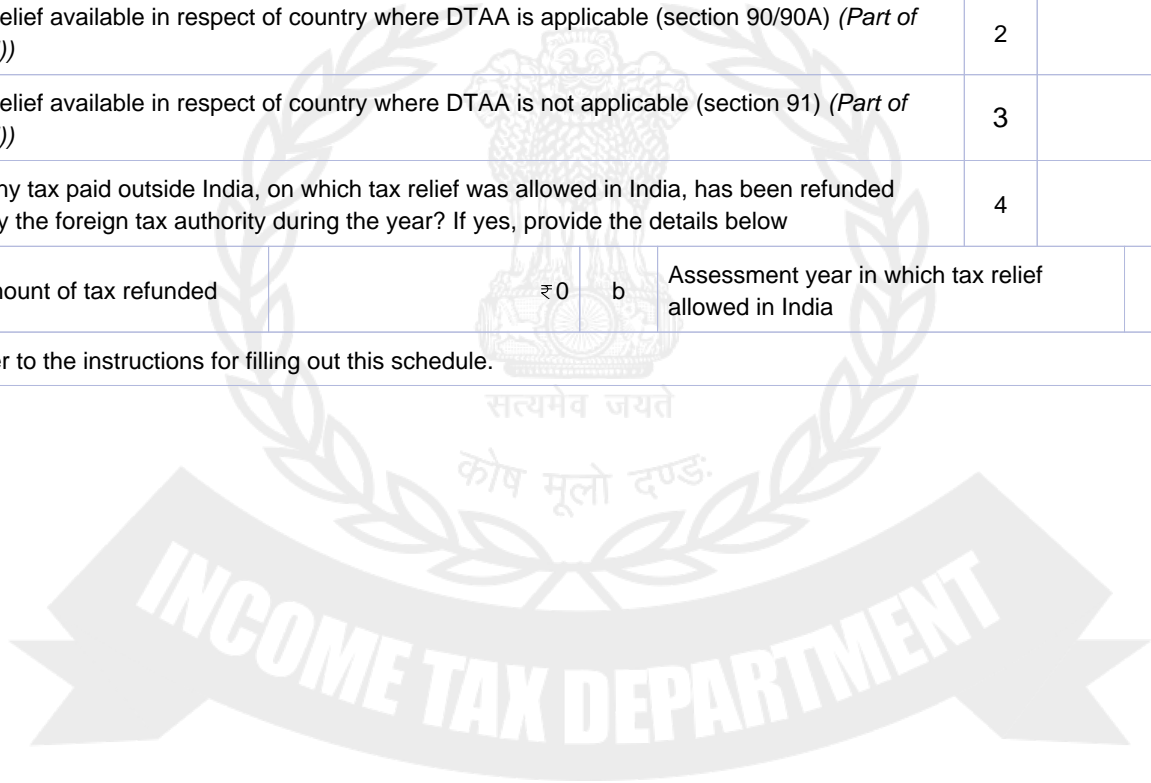 elief available in respect of country where DTAA is applicable (section 90/90A) (Part of
)) 2
elief available in respect of country where DTAA is not applicable (section 91) (Part of
)) 3
ny tax paid outside India, on which tax relief was allowed in India, has been refunded
y the foreign tax authority during the year? If yes, provide the details below 4
nount of tax refunded ₹0 b Assessment year in which tax relief
allowed in India
er to the instructions for filling out this schedule.
सत्यमेव जयते
कोष मूलो दण्डः
INCOME TAX DEPARTMENT